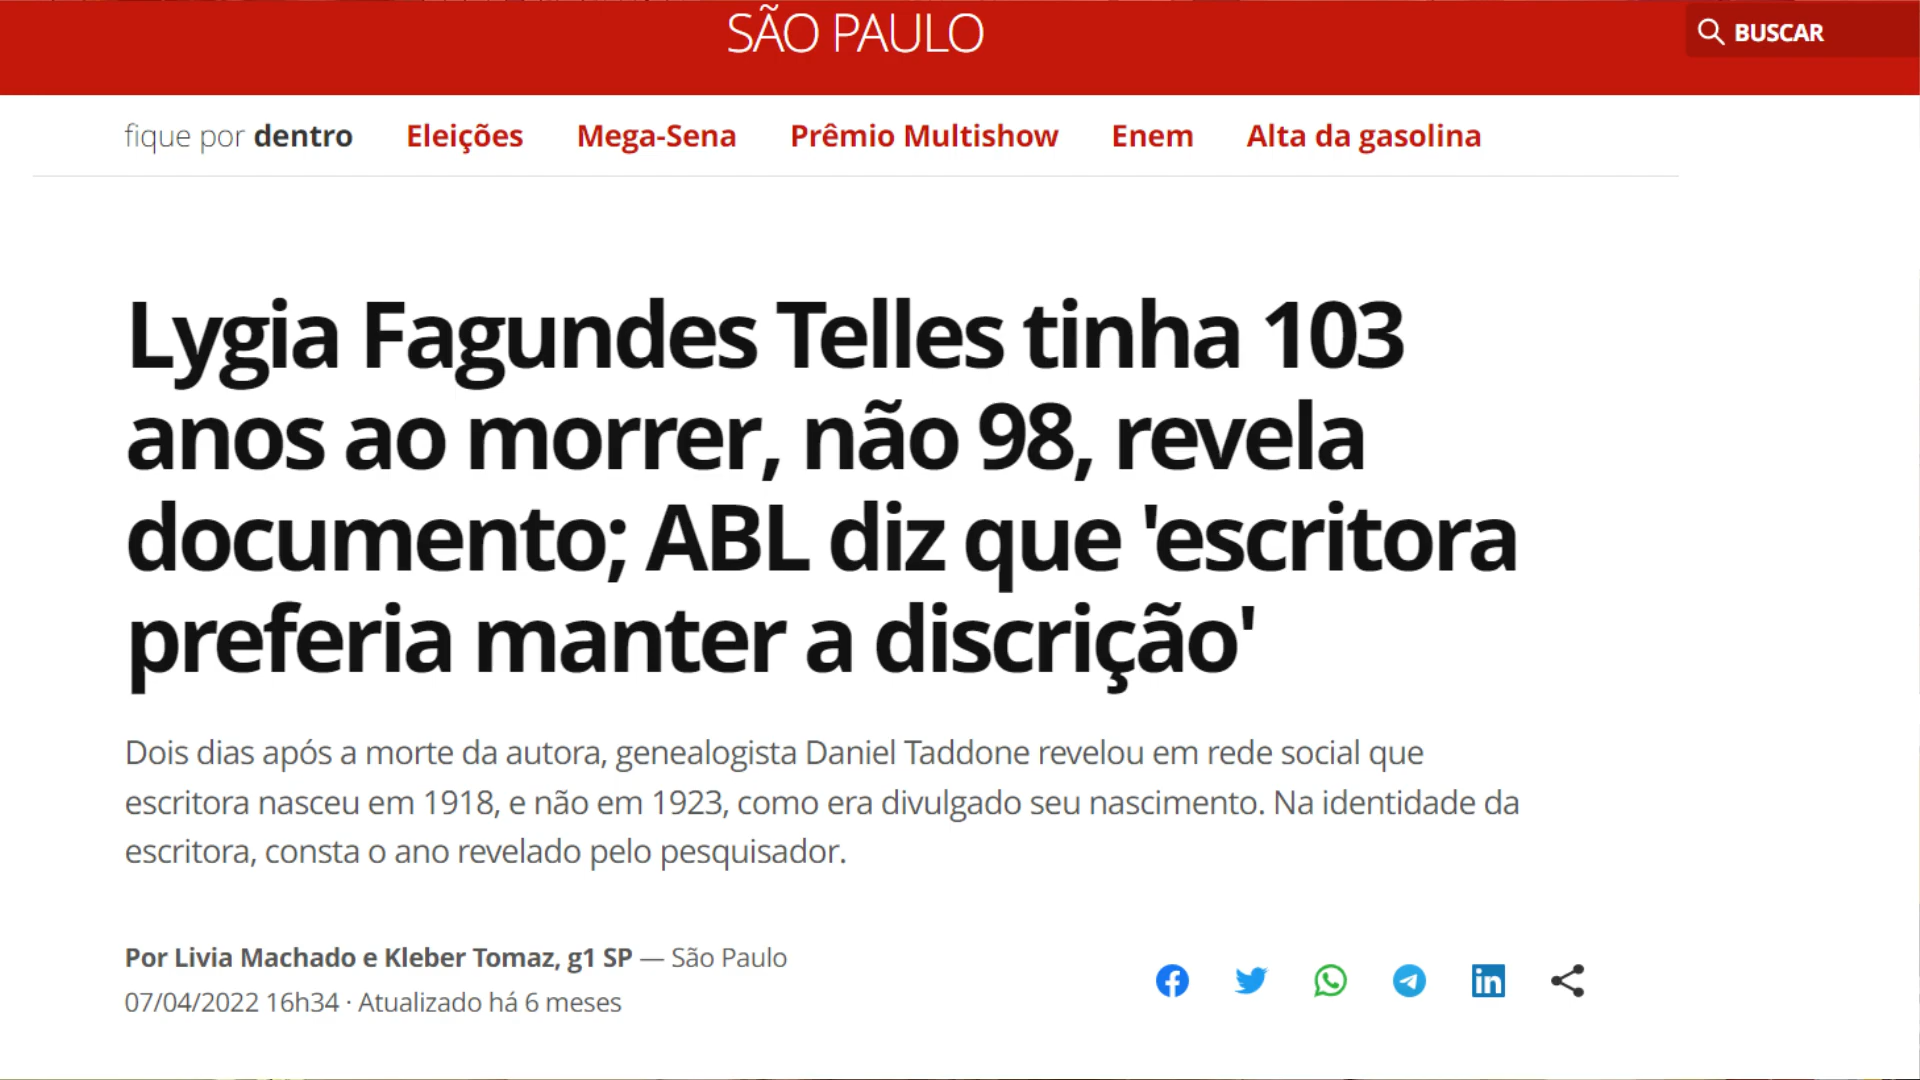 SÃO PAULO
BUSCAR
fique por dentro Eleições Mega-Sena Prêmio Multishow Enem Alta da gasolina
Lygia Fagundes Telles tinha 103
anos ao morrer, não 98, revela
documento; ABL diz que 'escritora
preferia manter a discrição'
Dois dias após a morte da autora, genealogista Daniel Taddone revelou em rede social que
escritora nasceu em 1918, e não em 1923, como era divulgado seu nascimento. Na identidade da
escritora, consta o ano revelado pelo pesquisador.
Por Livia Machado e Kleber Tomaz, g1 SP — São Paulo
07/04/2022 16h34 · Atualizado há 6 meses